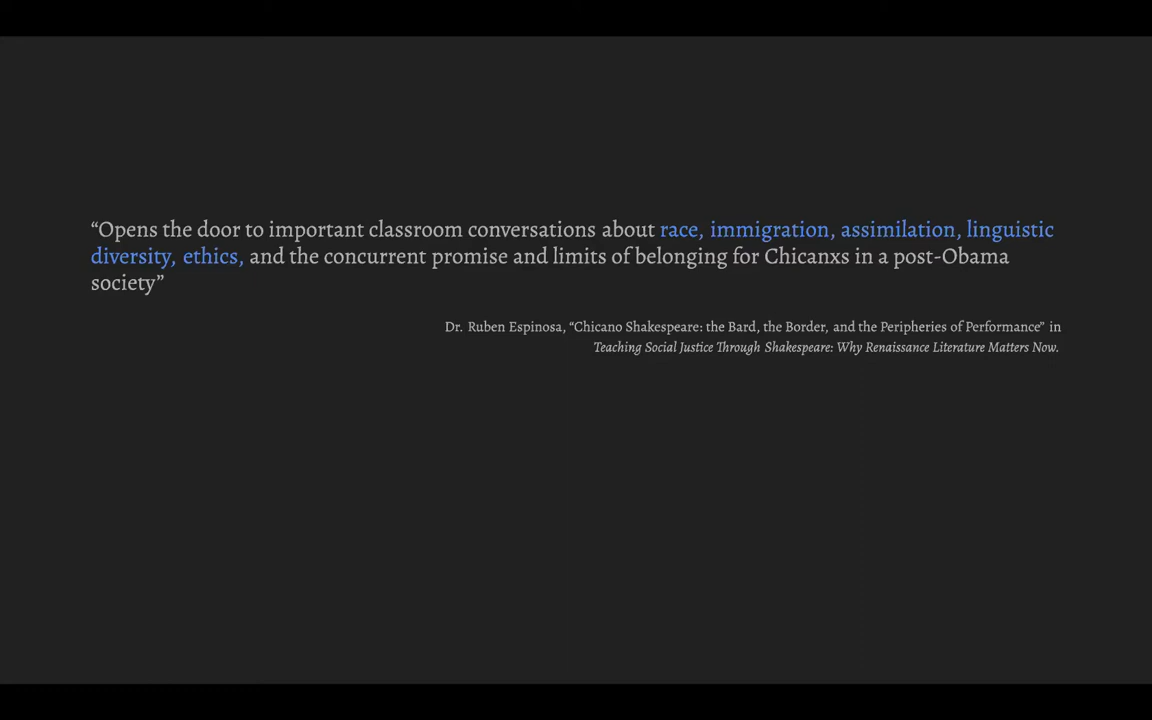 “Opens the door to important classroom conversations about race, immigration, assimilation, linguistic
diversity, ethics, and the concurrent promise and limits of belonging for Chicanxs in a post-Obama
society”
Dr. Ruben Espinosa, “Chicano Shakespeare: the Bard, the Border, and the Peripheries of Performance” in
Teaching Social Justice Through Shakespeare: Why Renaissance Literature Matters Now.